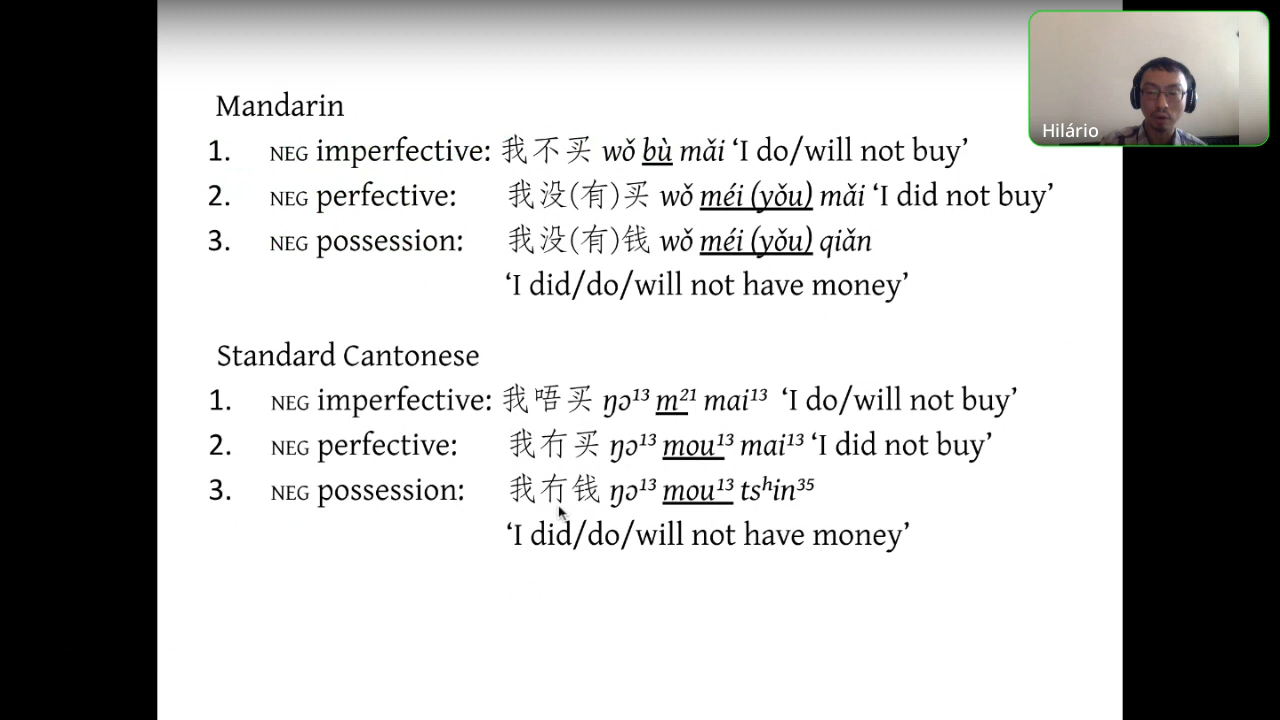 Mandarin
1. NEG imperfective: 我不买 wǒ bù mǎi ‘I do/will not buy’
2. NEG perfective: 我没(有)买 wǒ méi (yǒu) mǎi ‘I did not buy’
3. NEG possession: 我没(有)钱 wǒ méi (yǒu) qiǎn
‘I did/do/will not have money’
Standard Cantonese
1. NEG imperfective: 我唔买 ŋɔ¹³ m²¹ mai¹³ ‘I do/will not buy’
2. NEG perfective: 我冇买 ŋɔ¹³ mou¹³ mai¹³ ‘I did not buy’
3. NEG possession: 我冇钱 ŋɔ¹³ mou¹³ tsʰin³⁵
‘I did/do/will not have money’
Hilário